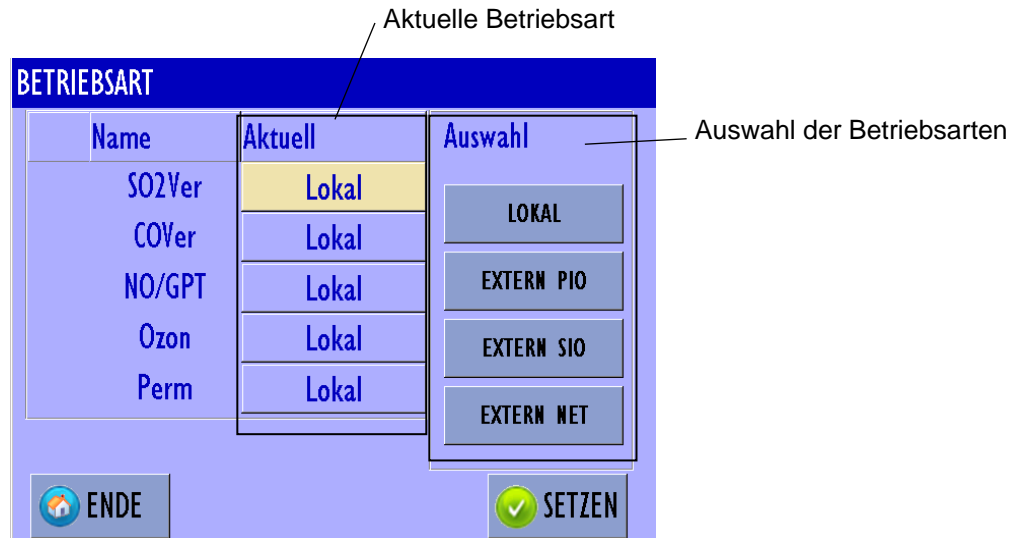 Aktuelle Betriebsart
BETRIEBSART
Name Aktuell Auswahl
Auswahl der Betriebsarten
SO2Ver Lokal
LOKAL
COVer Lokal
EXTERN PIO
NO/GPT Lokal
Ozon Lokal
EXTERN SIO
Perm Lokal
EXTERN NET
ENDE SETZEN